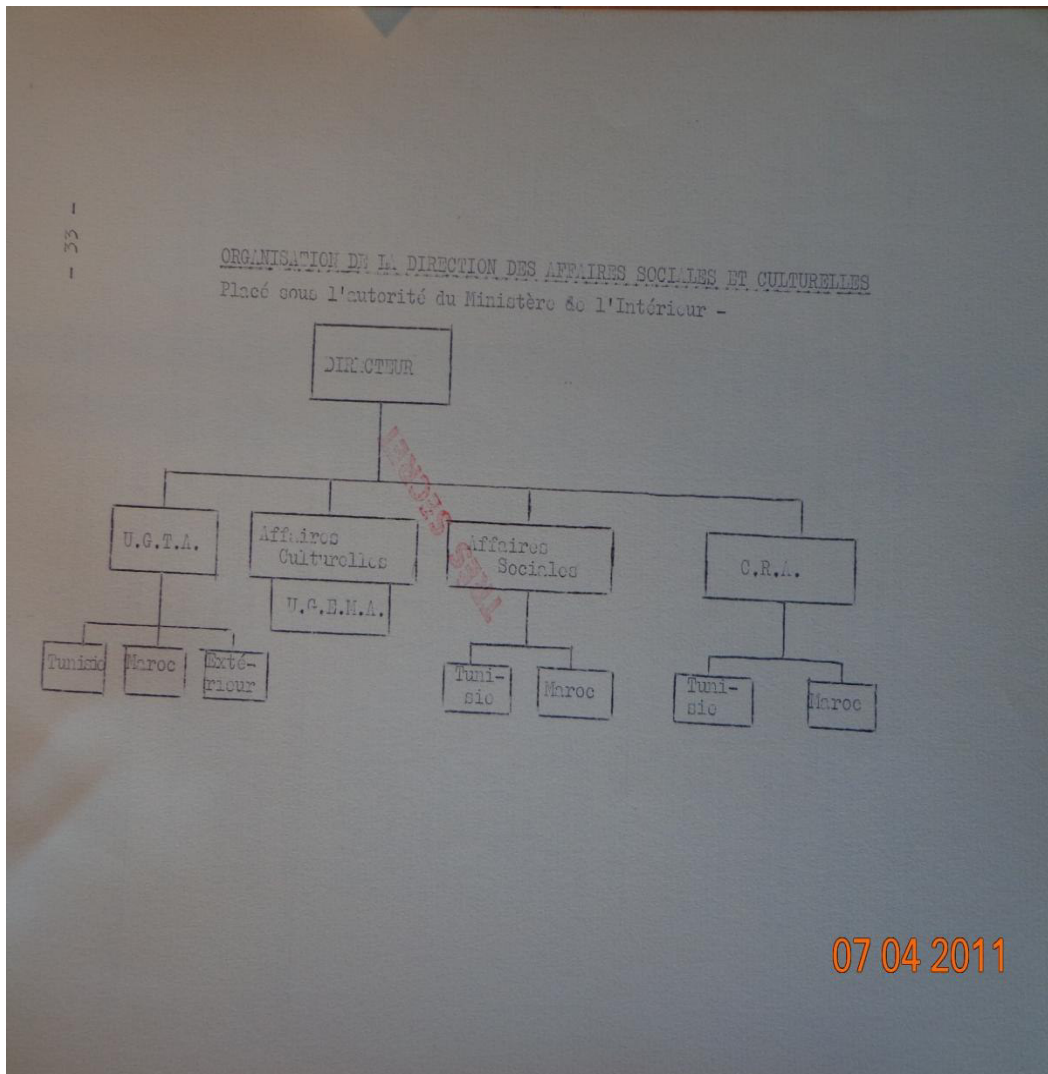 - 33 -
ORGANISATION DE LA DIRECTION DES AFFAIRES SOCIALES ET CULTURELLES
Placé sous l'autorité du Ministère de l'Intérieur -
DIRECTEUR
TRES SECRET
U.G.T.A.
Affaires
Culturelles
U.G.E.M.A.
Affaires
Sociales
C.R.A.
Tunisie
Maroc
Exté-
rieur
Tuni-
sie
Maroc
Tuni-
sie
Maroc
07 04 2011